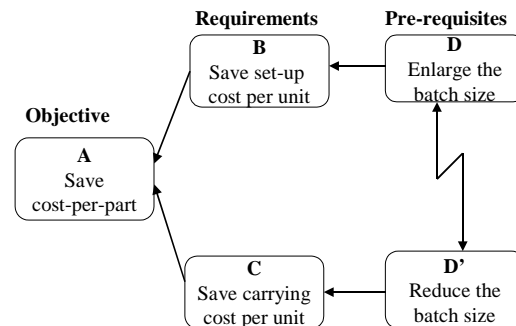 Requirements
Pre-requisites
B
Save set-up
cost per unit
D
Enlarge the
batch size
Objective
A
Save
cost-per-part
C
Save carrying
cost per unit
D’
Reduce the
batch size